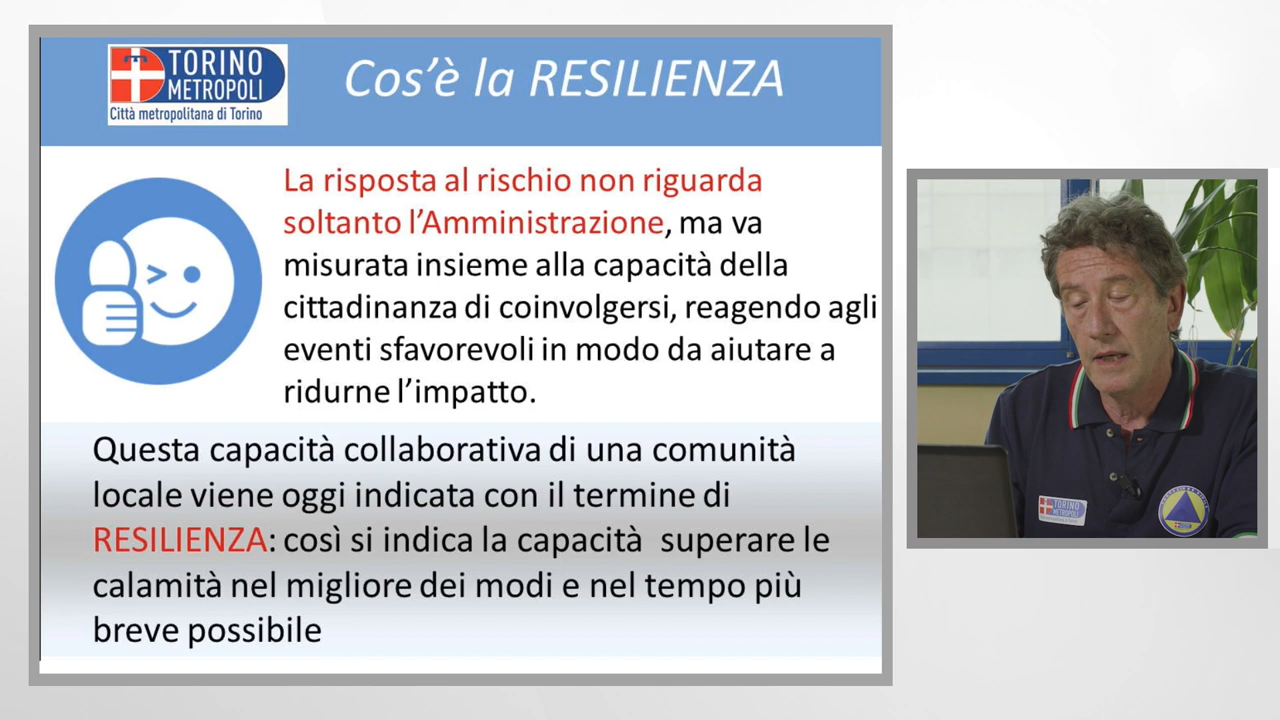 TORINO
METROPOLI
Città metropolitana di Torino
Cos'è la RESILIENZA
La risposta al rischio non riguarda
soltanto l'Amministrazione, ma va
misurata insieme alla capacità della
cittadinanza di coinvolgersi, reagendo agli
eventi sfavorevoli in modo da aiutare a
ridurne l'impatto.
Questa capacità collaborativa di una comunità
locale viene oggi indicata con il termine di
RESILIENZA: così si indica la capacità  superare le
calamità nel migliore dei modi e nel tempo più
breve possibile
TORINO
METROPOLI